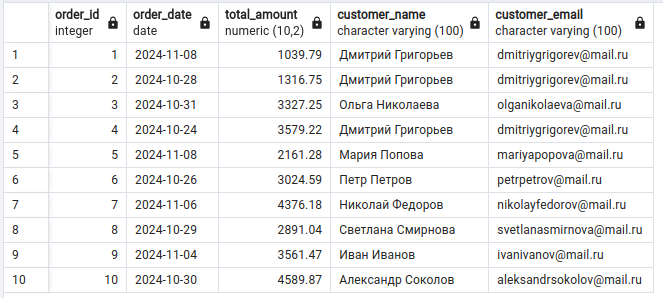 order_id order_date total_amount customer_name customer_email
integer date numeric (10,2) character varying (100) character varying (100)
1 1 2024-11-08 1039.79 Дмитрий Григорьев dmitriygrigorev@mail.ru
2 2 2024-10-28 1316.75 Дмитрий Григорьев dmitriygrigorev@mail.ru
3 3 2024-10-31 3327.25 Ольга Николаева olganikolaeva@mail.ru
4 4 2024-10-24 3579.22 Дмитрий Григорьев dmitriygrigorev@mail.ru
5 5 2024-11-08 2161.28 Мария Попова mariyapopova@mail.ru
6 6 2024-10-26 3024.59 Петр Петров petrpetrov@mail.ru
7 7 2024-11-06 4376.18 Николай Федоров nikolayfedorov@mail.ru
8 8 2024-10-29 2891.04 Светлана Смирнова svetlanasmirnova@mail.ru
9 9 2024-11-04 3561.47 Иван Иванов ivanivanov@mail.ru
10 10 2024-10-30 4589.87 Александр Соколов aleksandrsokolov@mail.ru